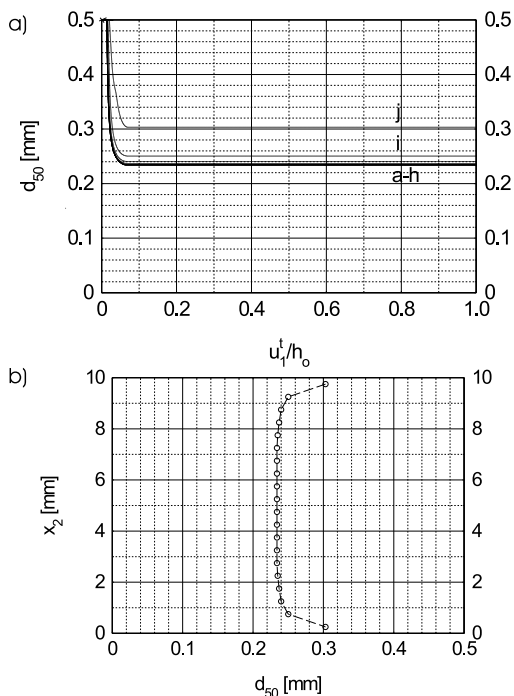 a)
0.5 0.5
0.4 0.4
j
0.3 0.3
i
a-h
0.2 0.2
0.1 0.1
0 0
d50 [mm]
0 0.2 0.4 0.6 0.8 1.0
u1t/ho
b)
10 10
8 8
6 6
4 4
2 2
0 0
x2 [mm]
0 0.1 0.2 0.3 0.4 0.5
d50 [mm]